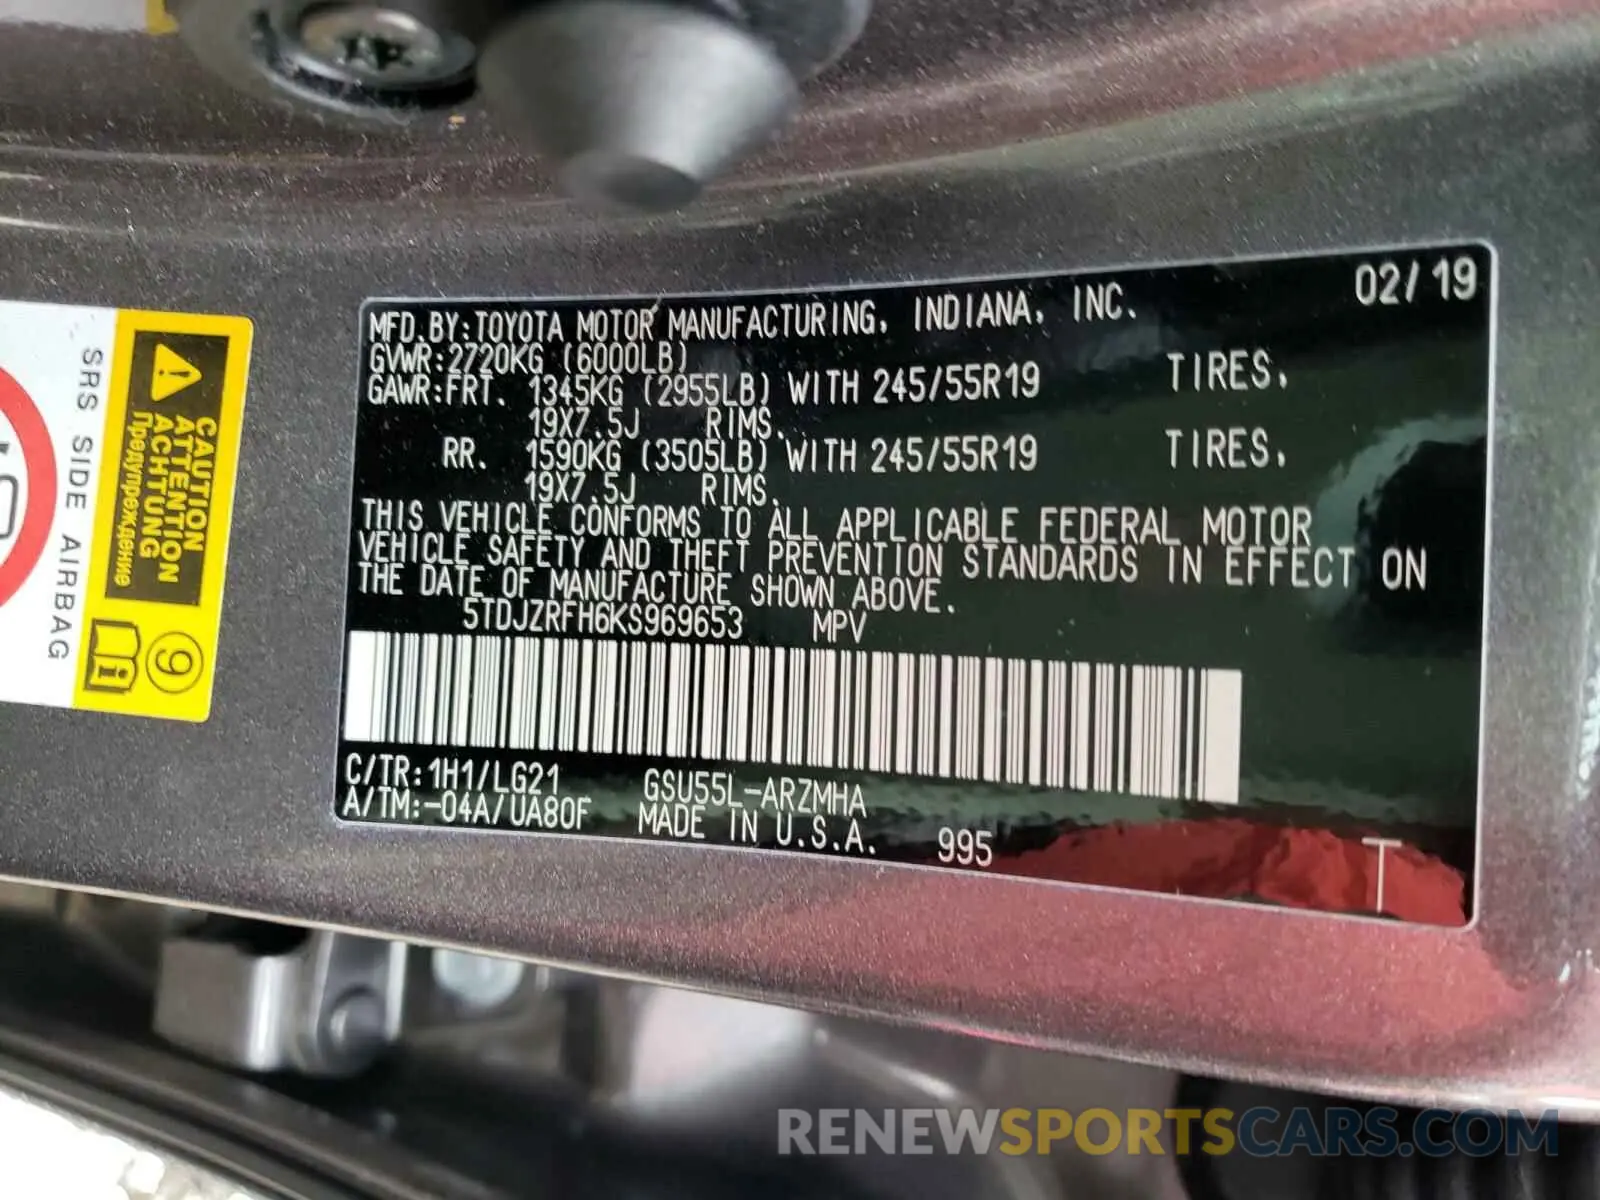 02/19
MFD.BY:TOYOTA MOTOR MANUFACTURING, INDIANA, INC.
GVWR:2720KG (6000LB)
GAWR:FRT. 1345KG (2955LB) WITH 245/55R19 TIRES,
19X7.5J RIMS,
RR. 1590KG (3505LB) WITH 245/55R19 TIRES,
19X7.5J RIMS.
THIS VEHICLE CONFORMS TO ALL APPLICABLE FEDERAL MOTOR
VEHICLE SAFETY AND THEFT PREVENTION STANDARDS IN EFFECT ON
THE DATE OF MANUFACTURE SHOWN ABOVE.
5TDJZRFH6KS969653 MPV
C/TR:1H1/LG21 GSU55L-ARZMHA
A/TM:-04A/UA80F MADE IN U.S.A. 995
T
CAUTION
ATTENTION
ACHTUNG
Предупреждение
9
SRS SIDE AIRBAG
RENEWSPORTSCARS.COM